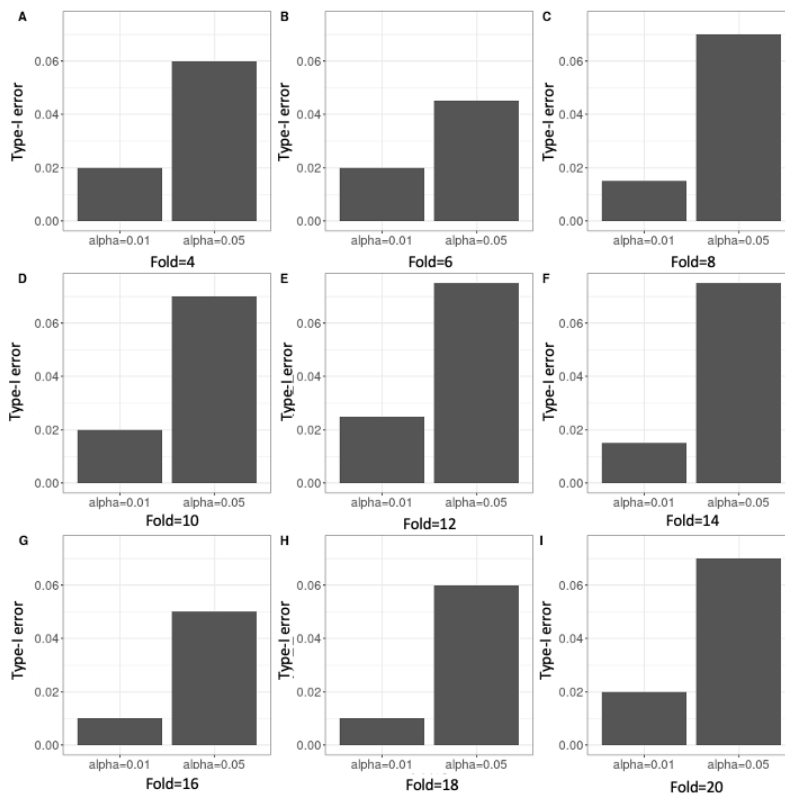 A
B
C
Type-I error
0.06
0.04
0.02
0.00
alpha=0.01
alpha=0.05
Fold=4
Type-I error
0.06
0.04
0.02
0.00
alpha=0.01
alpha=0.05
Fold=6
Type-I error
0.06
0.04
0.02
0.00
alpha=0.01
alpha=0.05
Fold=8
D
E
F
Type-I error
0.06
0.04
0.02
0.00
alpha=0.01
alpha=0.05
Fold=10
Type-I error
0.06
0.04
0.02
0.00
alpha=0.01
alpha=0.05
Fold=12
Type-I error
0.06
0.04
0.02
0.00
alpha=0.01
alpha=0.05
Fold=14
G
H
I
Type-I error
0.06
0.04
0.02
0.00
alpha=0.01
alpha=0.05
Fold=16
Type-I error
0.06
0.04
0.02
0.00
alpha=0.01
alpha=0.05
Fold=18
Type-I error
0.06
0.04
0.02
0.00
alpha=0.01
alpha=0.05
Fold=20